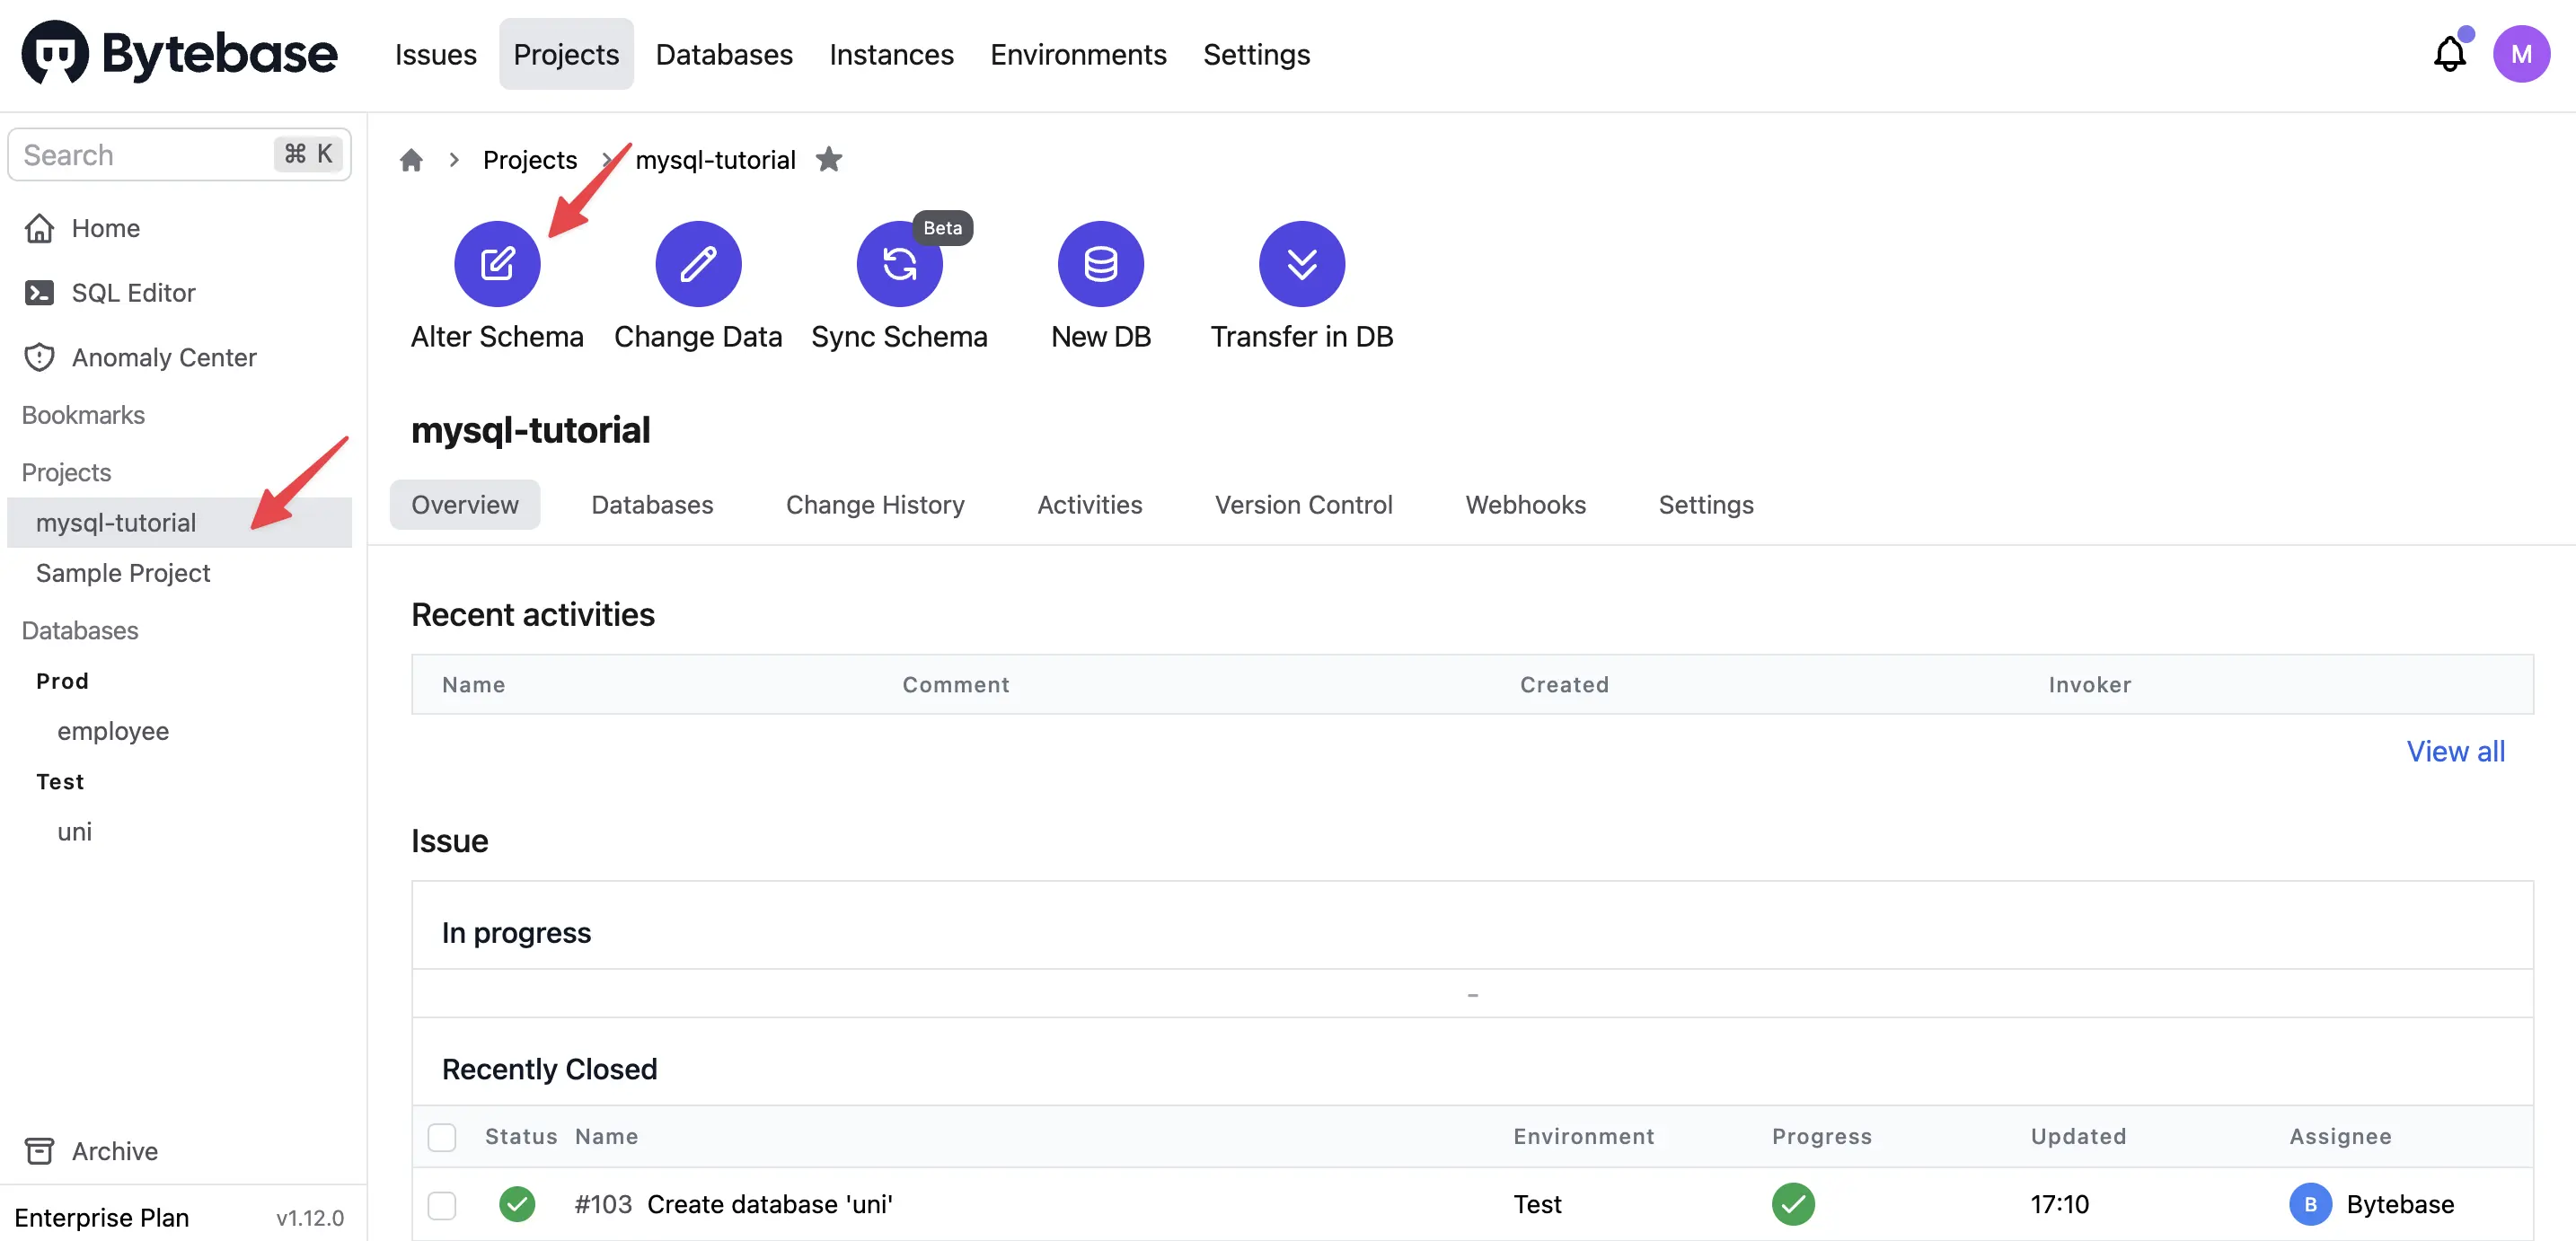 Bytebase Issues Projects Databases Instances Environments Settings M
Search ⌘ K
Home
SQL Editor
Anomaly Center
Bookmarks
Projects
mysql-tutorial
Sample Project
Databases
Prod
employee
Test
uni
Archive
Enterprise Plan v1.12.0
Projects mysql-tutorial
Beta
Alter Schema Change Data Sync Schema New DB Transfer in DB
mysql-tutorial
Overview Databases Change History Activities Version Control Webhooks Settings
Recent activities
Name Comment Created Invoker
View all
Issue
In progress
-
Recently Closed
Status Name Environment Progress Updated Assignee
#103 Create database 'uni' Test 17:10 B Bytebase